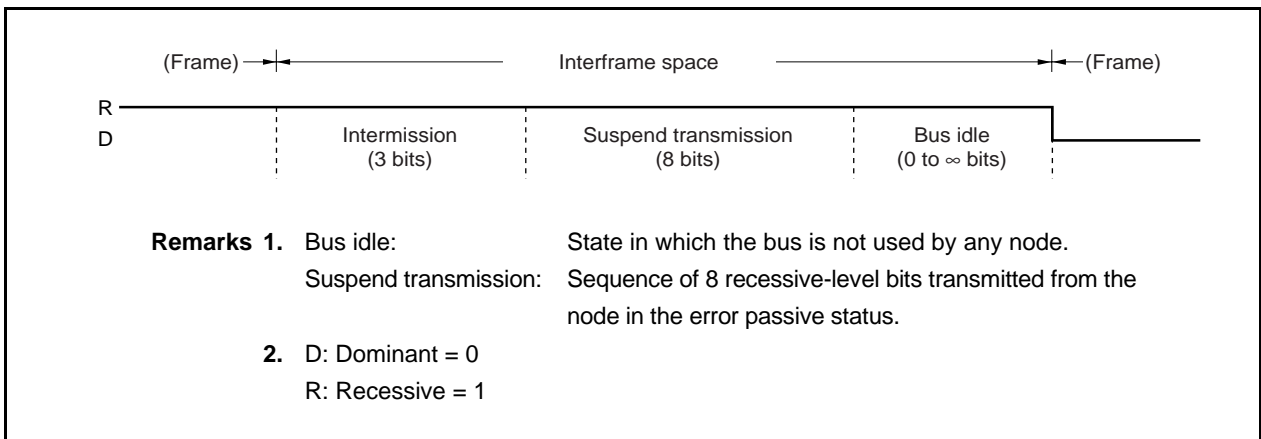 (Frame) Interframe space (Frame)
R
D
Intermission Suspend transmission Bus idle
(3 bits) (8 bits) (0 to ∞ bits)
Remarks 1. Bus idle: State in which the bus is not used by any node.
Suspend transmission: Sequence of 8 recessive-level bits transmitted from the
node in the error passive status.
2. D: Dominant = 0
R: Recessive = 1